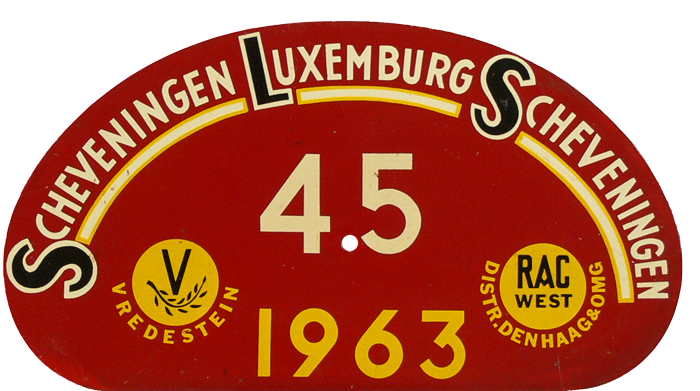 SCHEVENINGEN LUXEMBURG SCHEVENINGEN
45
V
VREDESTEIN
RAC
WEST
DISTR.DENHAAG&OMG
1963